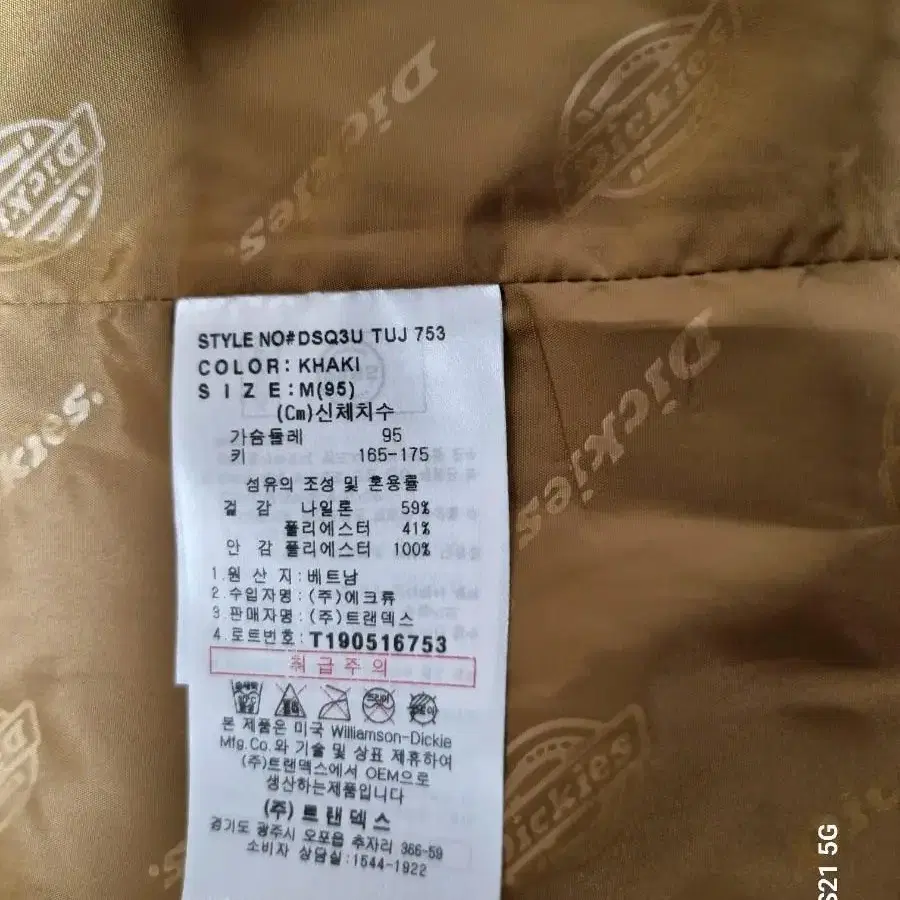 Dickies
Dickies
Dickies
STYLE NO#DSQ3U TUJ 753
COLOR: KHAKI
SIZE:M(95)
(Cm)신체치수
가슴둘레 95
키 165-175
섬유의 조성 및 혼용률
겉 감 나일론 59%
폴리에스터 41%
안 감 폴리에스터 100%
1.원 산 지:베트남
2.수입자명:(주)에크류
3.판매자명:(주)트랜덱스
4.로트번호:T190516753
취급주의
본 제품은 미국 Williamson-Dickie
Mfg.Co.와 기술 및 상표 제휴하여
(주)트랜덱스에서 OEM으로
생산하는제품입니다
(주)트랜덱스
경기도 광주시 오포읍 추자리 366-59
소비자 상담실:1544-1922
Dickies
Dickies
S21 5G